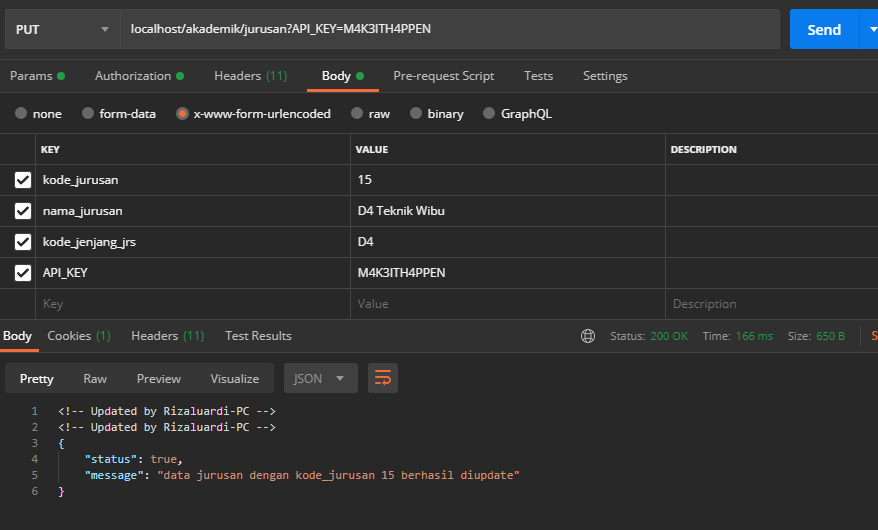 PUT localhost/akademik/jurusan?API_KEY=M4K3ITH4PPEN Send
Params Authorization Headers (11) Body Pre-request Script Tests Settings
none form-data x-www-form-urlencoded raw binary GraphQL
KEY VALUE DESCRIPTION
kode_jurusan 15
nama_jurusan D4 Teknik Wibu
kode_jenjang_jrs D4
API_KEY M4K3ITH4PPEN
Key Value Description
Body Cookies (1) Headers (11) Test Results Status: 200 OK Time: 166 ms Size: 650 B S
Pretty Raw Preview Visualize JSON
1 <!-- Updated by Rizaluardi-PC -->
2 <!-- Updated by Rizaluardi-PC -->
3 {
4 "status": true,
5 "message": "data jurusan dengan kode_jurusan 15 berhasil diupdate"
6 }